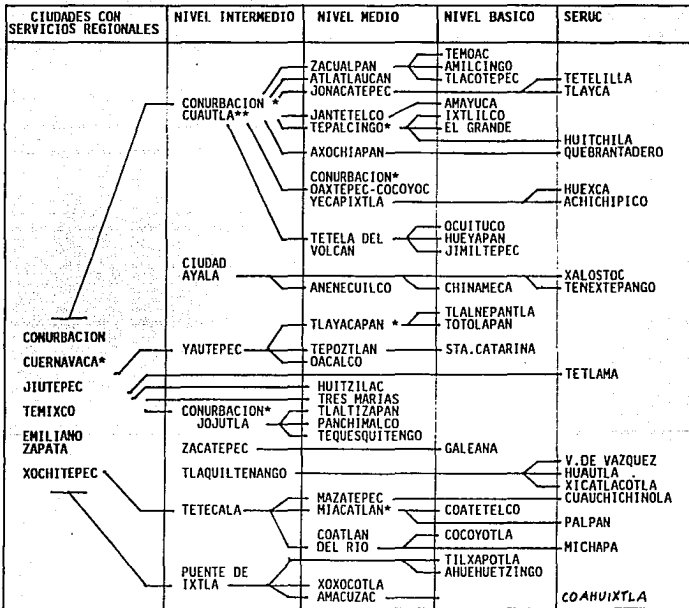 CIUDADES CON NIVEL INTERMEDIO NIVEL MEDIO NIVEL BASICO SERUC
SERVICIOS REGIONALES
TEMOAC
ZACUALPAN AMILCINGO
ATLATLAUCAN TLACOTEPEC TETELILLA
JONACATEPEC TLAYCA
CONURBACION * AMAYUCA
CUAUTLA** JANTETELCO IXTLILCO
TEPALCINGO* EL GRANDE
HUITCHILA
AXOCHIAPAN QUEBRANTADERO
CONURBACION*
OAXTEPEC-COCOYOC HUEXCA
YECAPIXTLA ACHICHIPICO
OCUITUCO
TETELA DEL HUEYAPAN
VOLCAN JIMILTEPEC
CIUDAD
AYALA XALOSTOC
ANENECUILCO CHINAMECA TENEXTEPANGO
TLALNEPANTLA
TLAYACAPAN * TOTOLAPAN
CONURBACION
YAUTEPEC TEPOZTLAN STA.CATARINA
CUERNAVACA* OACALCO
TETLAMA
JIUTEPEC HUITZILAC
TRES MARIAS
TEMIXCO CONURBACION* TLALTIZAPAN
JOJUTLA PANCHIMALCO
EMILIANO TEQUESQUITENGO
ZAPATA ZACATEPEC GALEANA
V.DE VAZQUEZ
XOCHITEPEC TLAQUILTENANGO HUAUTLA
XICATLACOTLA
MAZATEPEC CUAUCHICHINOLA
TETECALA MIACATLAN* COATETELCO
PALPAN
COATLAN COCOYOTLA
DEL RIO MICHAPA
PUENTE DE TILXAPOTLA
IXTLA AHUEHUETZINGO
XOXOCOTLA
AMACUZAC COAHUIXTLA